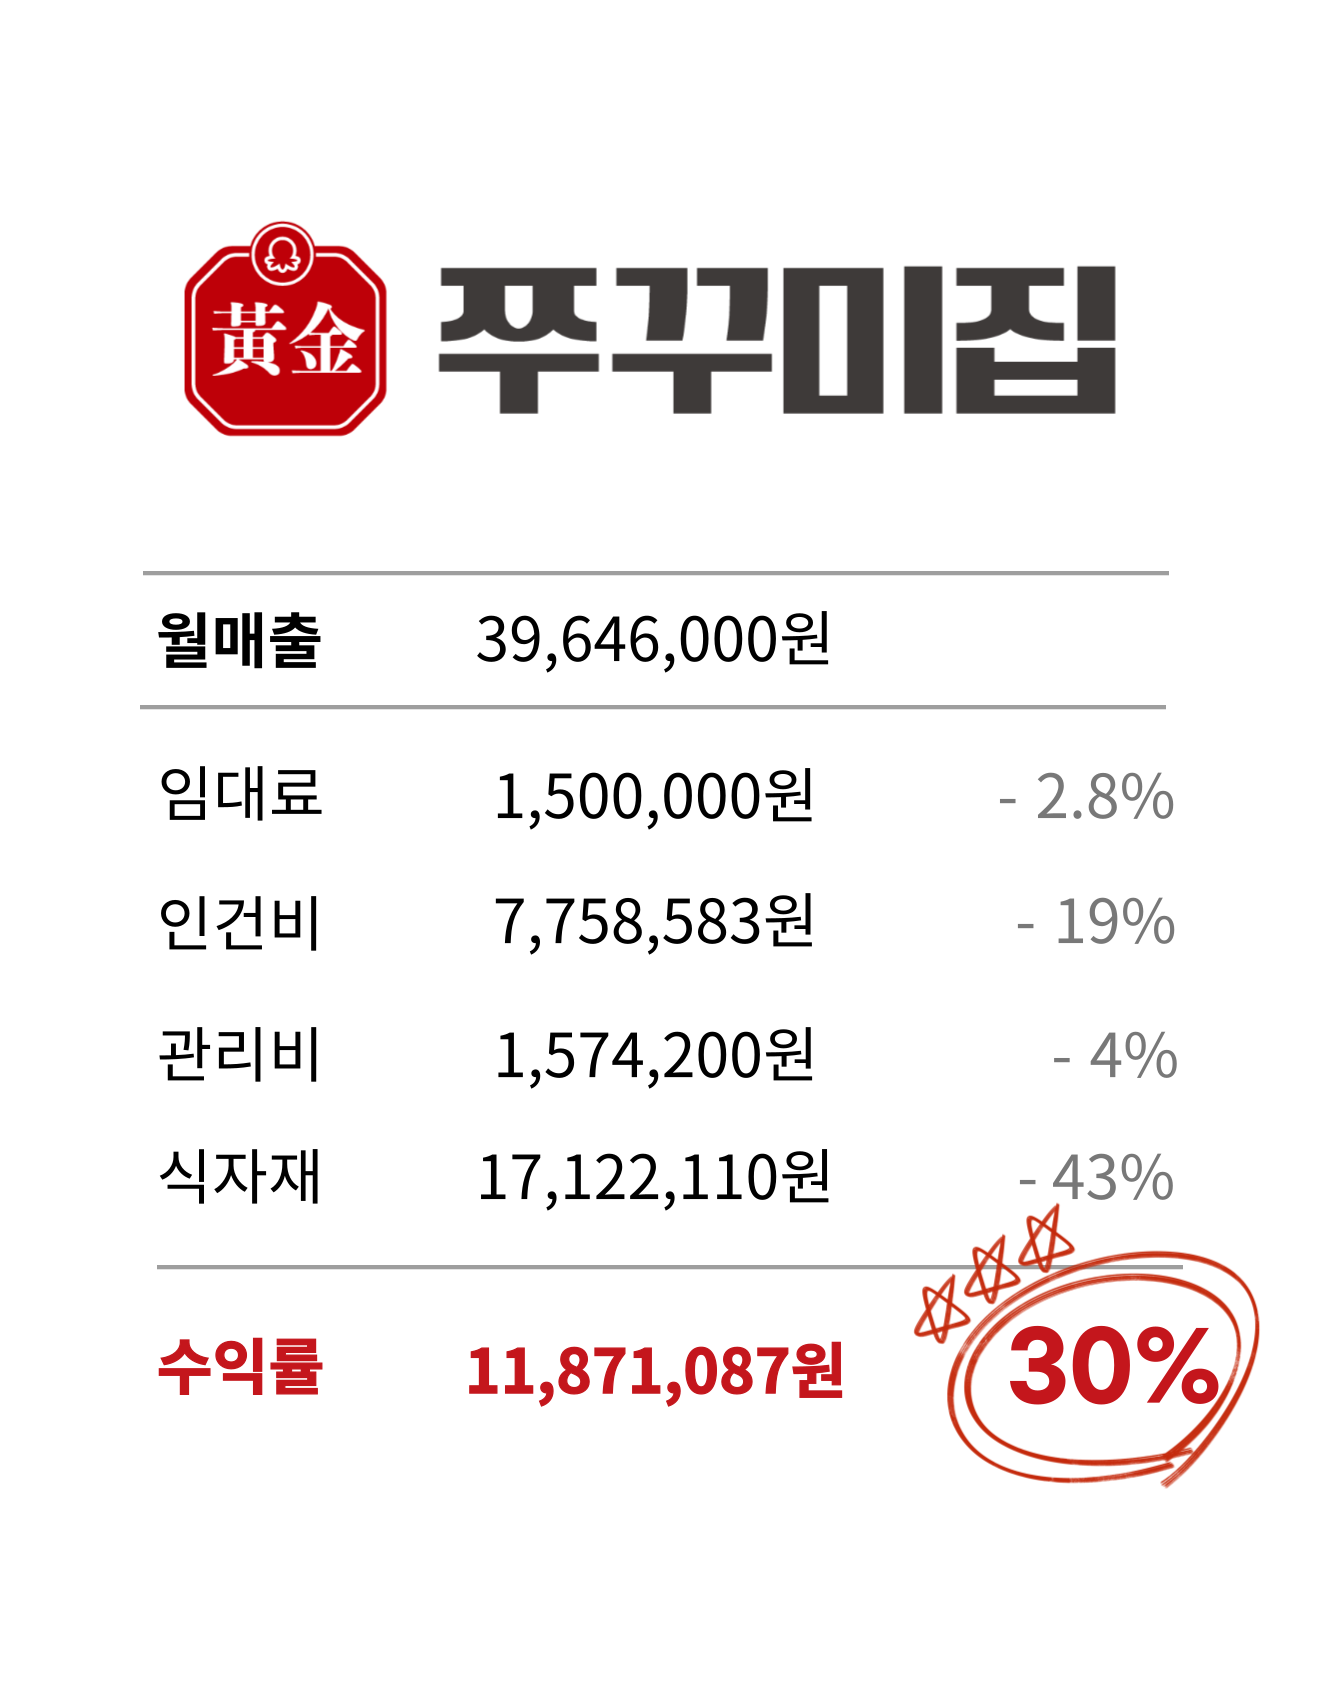 黃金 쭈꾸미집
월매출 39,646,000원
임대료 1,500,000원 - 2.8%
인건비 7,758,583원 - 19%
관리비 1,574,200원 - 4%
식자재 17,122,110원 - 43%
수익률 11,871,087원 30%